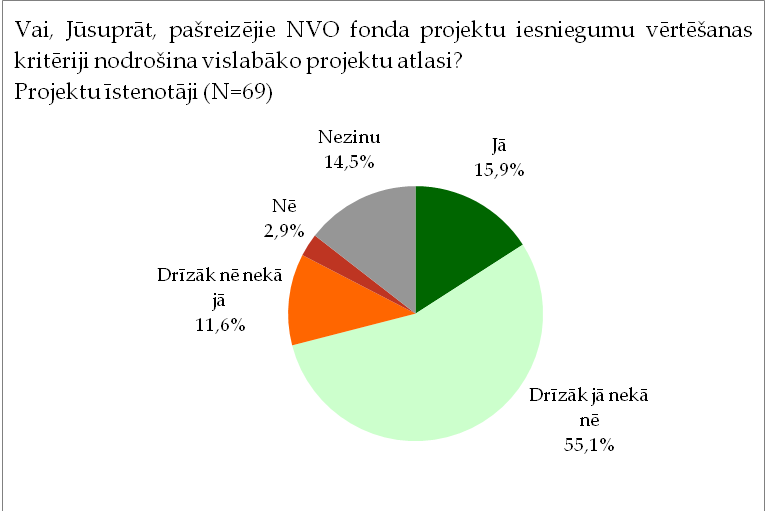 Vai, Jūsuprāt, pašreizējie NVO fonda projektu iesniegumu vērtēšanas
kritēriji nodrošina vislabāko projektu atlasi?
Projektu īstenotāji (N=69)
Nezinu
14,5%
Jā
15,9%
Nē
2,9%
Drīzāk nē nekā
jā
11,6%
Drīzāk jā nekā
nē
55,1%